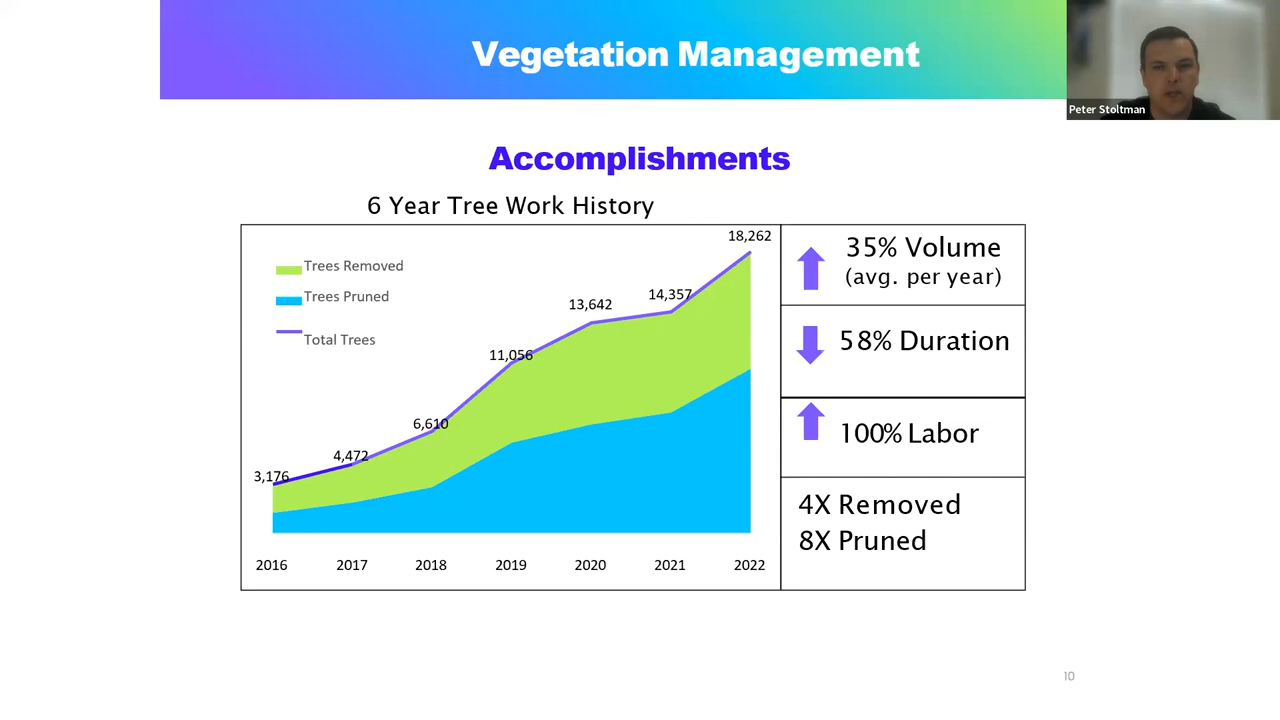 Vegetation Management
Peter Stoltman
Accomplishments
6 Year Tree Work History
Trees Removed
Trees Pruned
Total Trees
3,176
4,472
6,610
11,056
13,642
14,357
18,262
2016
2017
2018
2019
2020
2021
2022
35% Volume
(avg. per year)
58% Duration
100% Labor
4X Removed
8X Pruned
10